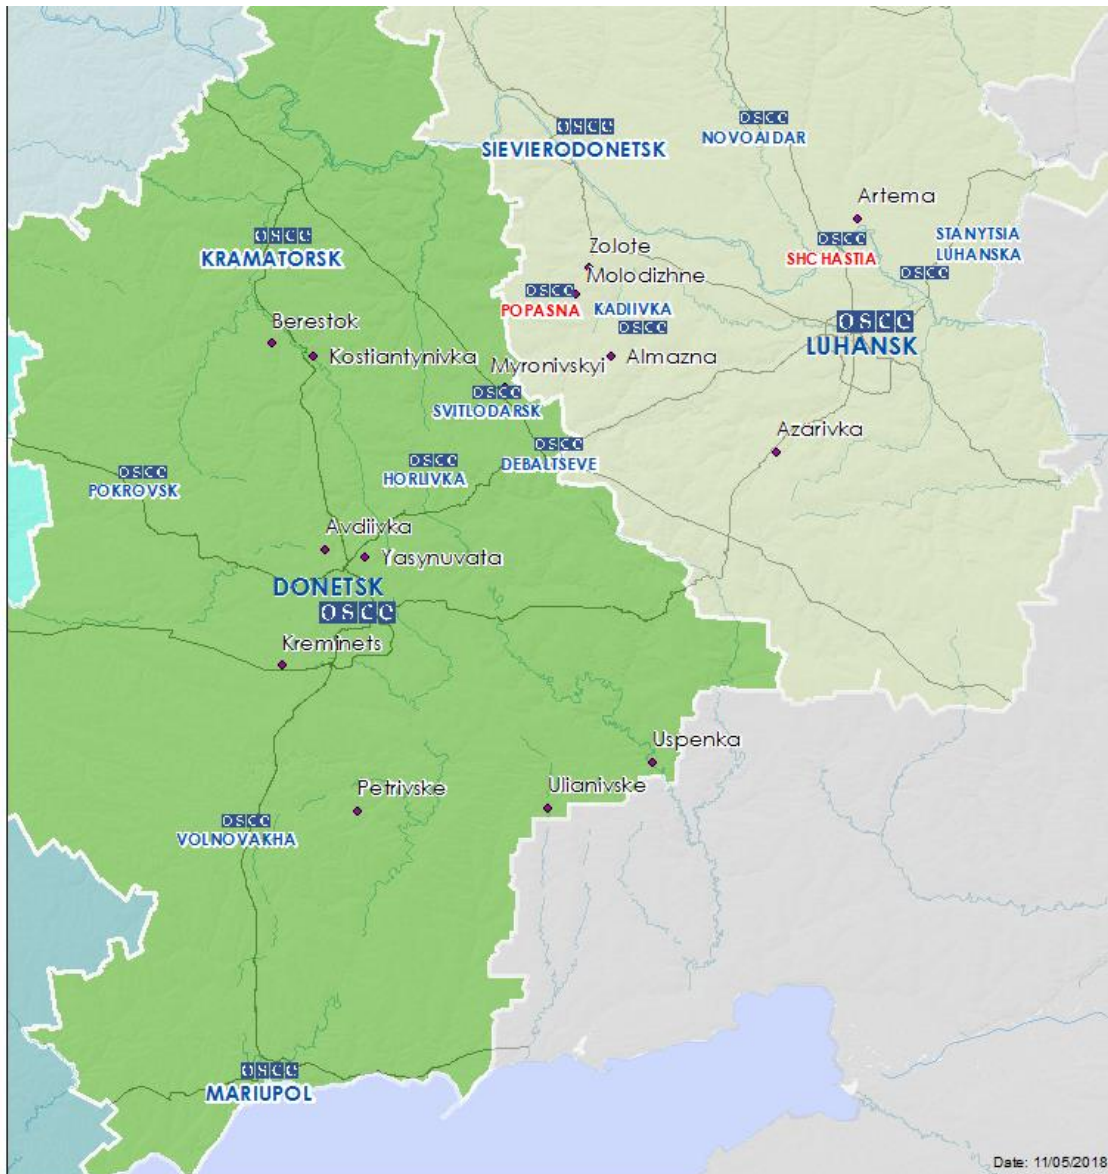 OSCE
SIEVIERODONETSK
OSCE
NOVOAIDAR
Artema
OSCE
SHCHASTIA
STANYTSIA
LUHANSKA
OSCE
OSCE
KRAMATORSK
Zolote
Molodizhne
OSCE
POPASNA
KADIIVKA
OSCE
Almazna
OSCE
LUHANSK
Berestok
Kostiantynivka
Myronivskyi
OSCE
SVITLODARSK
OSCE
DEBALTSEVE
Azarivka
OSCE
HORLIVKA
OSCE
POKROVSK
Avdiivka
Yasynuvata
DONETSK
OSCE
Kreminets
Uspenka
Ulianivske
Petrivske
OSCE
VOLNOVAKHA
OSCE
MARIUPOL
Date: 11/05/2018